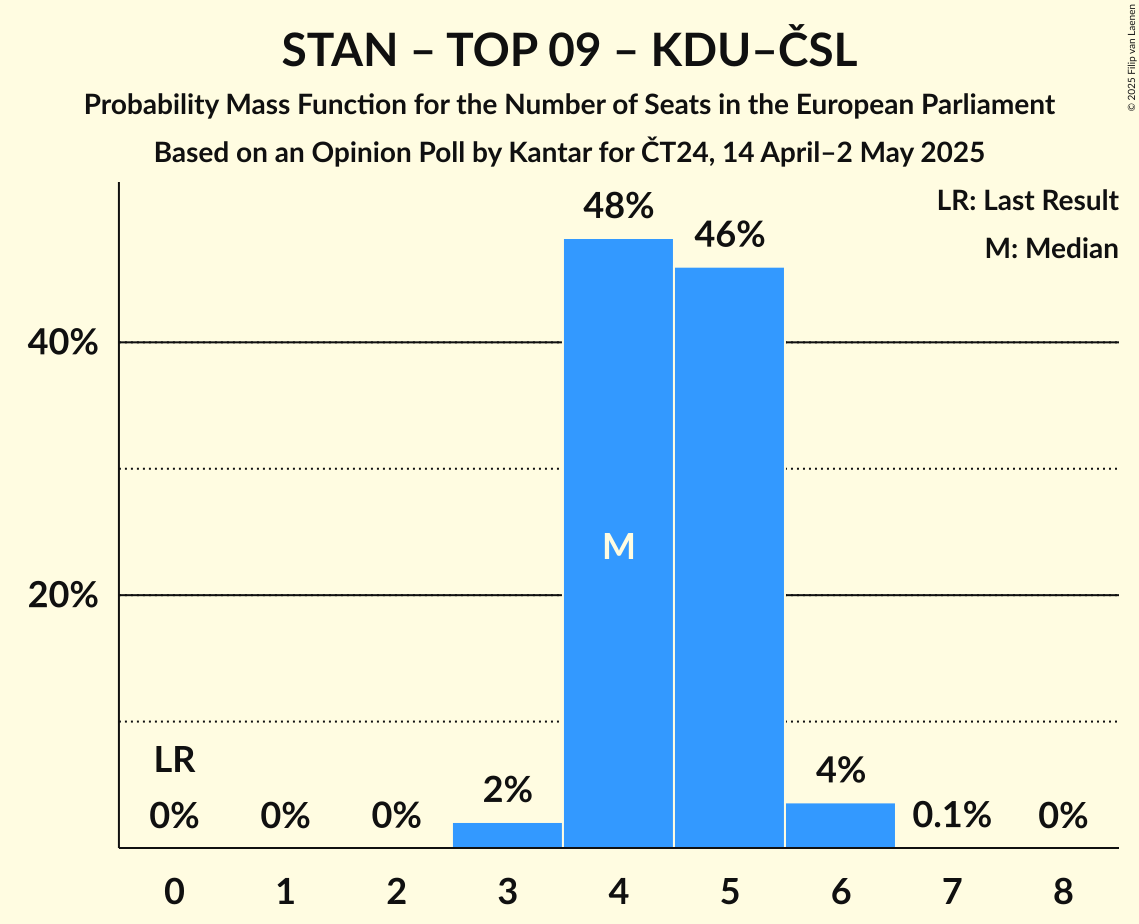 STAN – TOP 09 – KDU–ČSL
Probability Mass Function for the Number of Seats in the European Parliament
Based on an Opinion Poll by Kantar for ČT24, 14 April–2 May 2025
© 2025 Filip van Laenen
LR: Last Result
M: Median
48%
46%
40%
M
20%
LR
0%
0%
0%
2%
4%
0.1%
0%
0
1
2
3
4
5
6
7
8